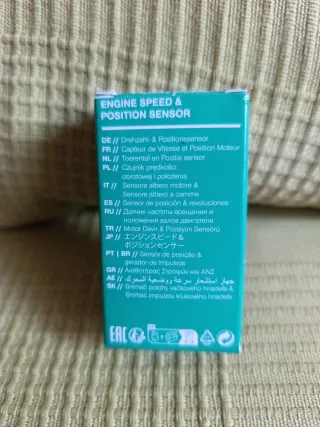 ENGINE SPEED &
POSITION SENSOR
DE // Drehzahl- & Positionssensor
FR // Capteur de Vitesse et Position Moteur
NL // Toerental en Positie sensor
PL // Czujnik prędkości
obrotowej i położenia
IT // Sensore albero motore &
Sensore albero a camme
ES // Sensor de posición & revoluciones
RU // Датчик частоты вращения и
положения валов двигателя
TR // Motor Devir & Pozisyon Sensörü
JP // エンジンスピード&
ポジションセンサー
PT | BR // Sensor de posição &
gerador de impulsos
GR // Αισθητήρας Στροφών και ΑΝΣ
AE // جهاز استشعار سرعة ووضعية المحرك
SK // Snímač polohy vačkového hriadeľa &
Snímač impulzov kľukového hriadeľa
EAC